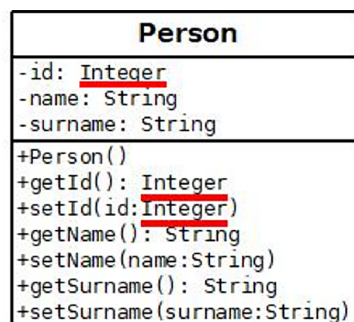 Person
-id: Integer
-name: String
-surname: String
+Person()
+getId(): Integer
+setId(id:Integer)
+getName(): String
+setName(name:String)
+getSurname(): String
+setSurname(surname:String)